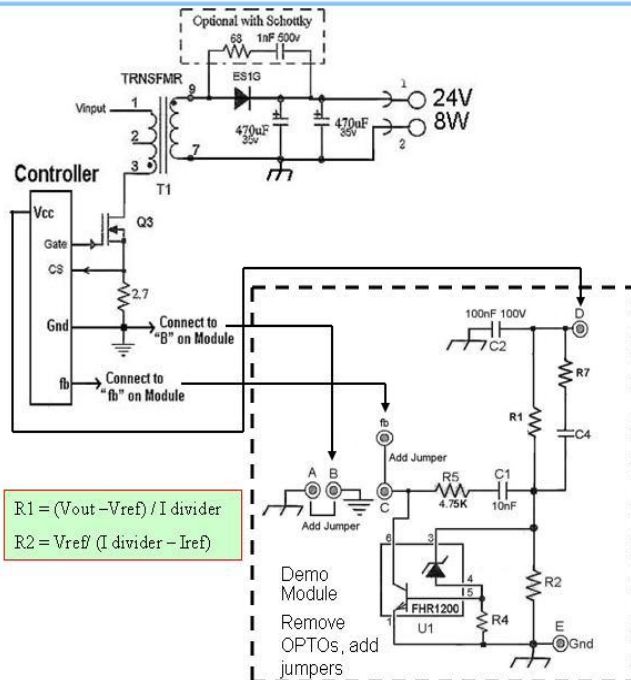 Optional with Schottky
68 1nF 500v
TRNSFMR
9
ES1G
Vinput 1
2
3
7
T1
470uF
35v
470uF
35v
1
24V
8W
2
Controller
Vcc
Gate
Q3
CS
2.7
Gnd
Connect to
"B" on Module
fb
Connect to
"fb" on Module
100nF 100V
D
C2
R7
R1
C4
fb
Add Jumper
A B
C
R5
4.75K
C1
10nF
Add Jumper
R1 = (Vout –Vref) / I divider
R2 = Vref/ (I divider – Iref)
6
3
4
5
FHR1200
1
U1
R4
R2
E
Gnd
Demo
Module
Remove
OPTOs, add
jumpers